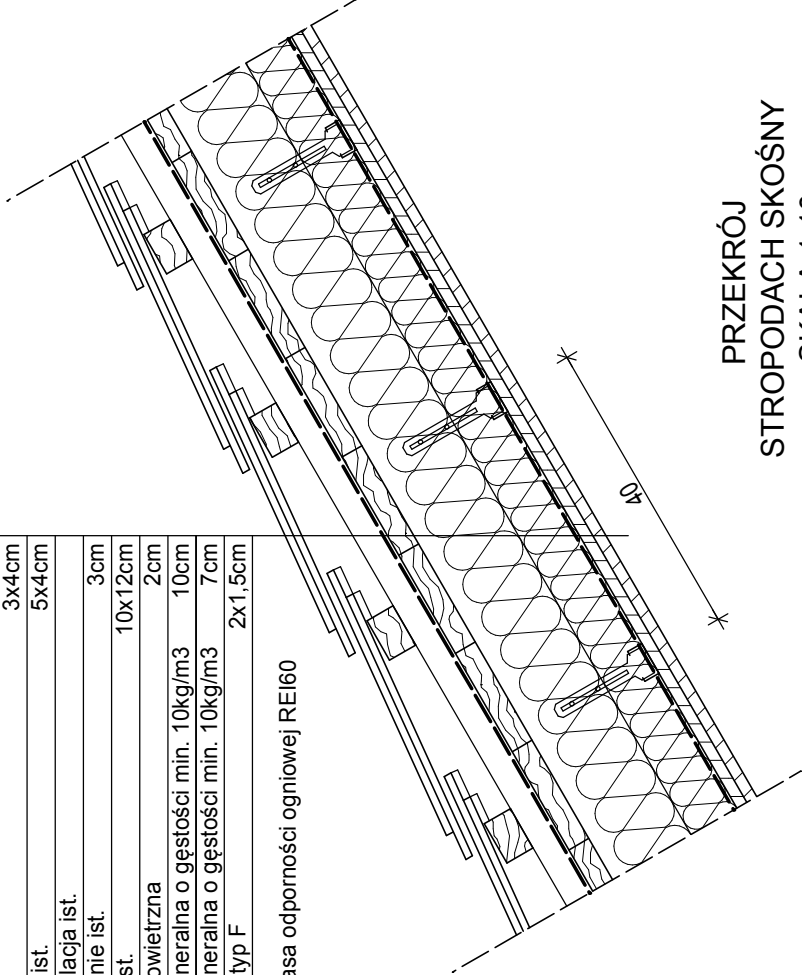 3x4cm
ist. 5x4cm
lacja ist.
nie ist. 3cm
st. 10x12cm
owietrzna 2cm
neralna o gęstości min. 10kg/m3 10cm
neralna o gęstości min. 10kg/m3 7cm
typ F 2x1,5cm
asa odporności ogniowej REI60
40
PRZEKRÓJ
STROPODACH SKOŚNY